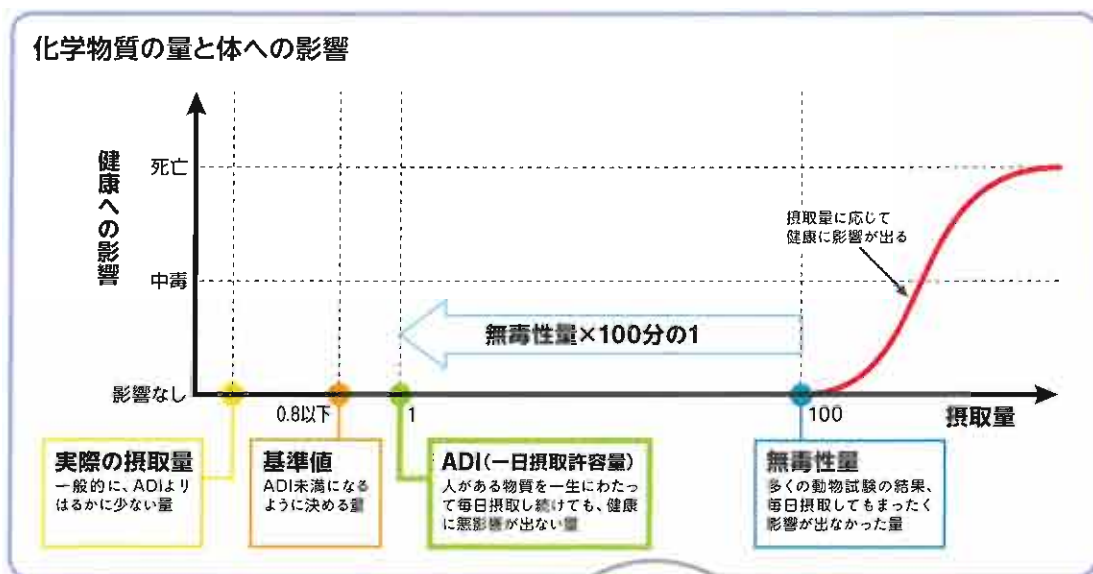 化学物質の量と体への影響
健康への影響
死亡
中毒
影響なし
摂取量に応じて
健康に影響が出る
無毒性量×100分の1
0.8以下
1
100
摂取量
実際の摂取量
一般的に、ADIより
はるかに少ない量
基準値
ADI未満になる
ように決める量
ADI(一日摂取許容量)
人がある物質を一生にわたっ
て毎日摂取し続けても、健康
に悪影響が出ない量
無毒性量
多くの動物試験の結果、
毎日摂取してもまったく
影響が出なかった量